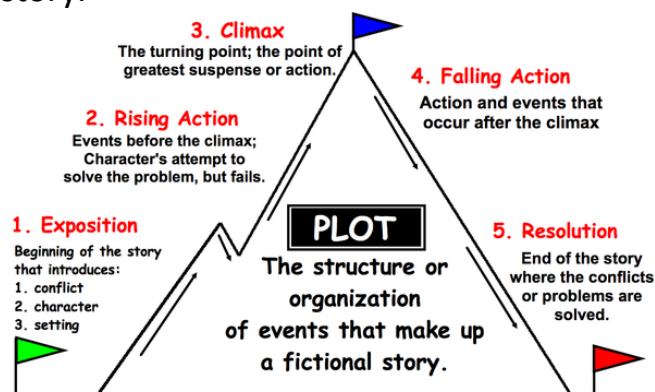 story.
3. Climax
The turning point; the point of
greatest suspense or action.
4. Falling Action
Action and events that
occur after the climax
2. Rising Action
Events before the climax;
Character's attempt to
solve the problem, but fails.
1. Exposition
Beginning of the story
that introduces:
1. conflict
2. character
3. setting
PLOT
The structure or
organization
of events that make up
a fictional story.
5. Resolution
End of the story
where the conflicts
or problems are
solved.